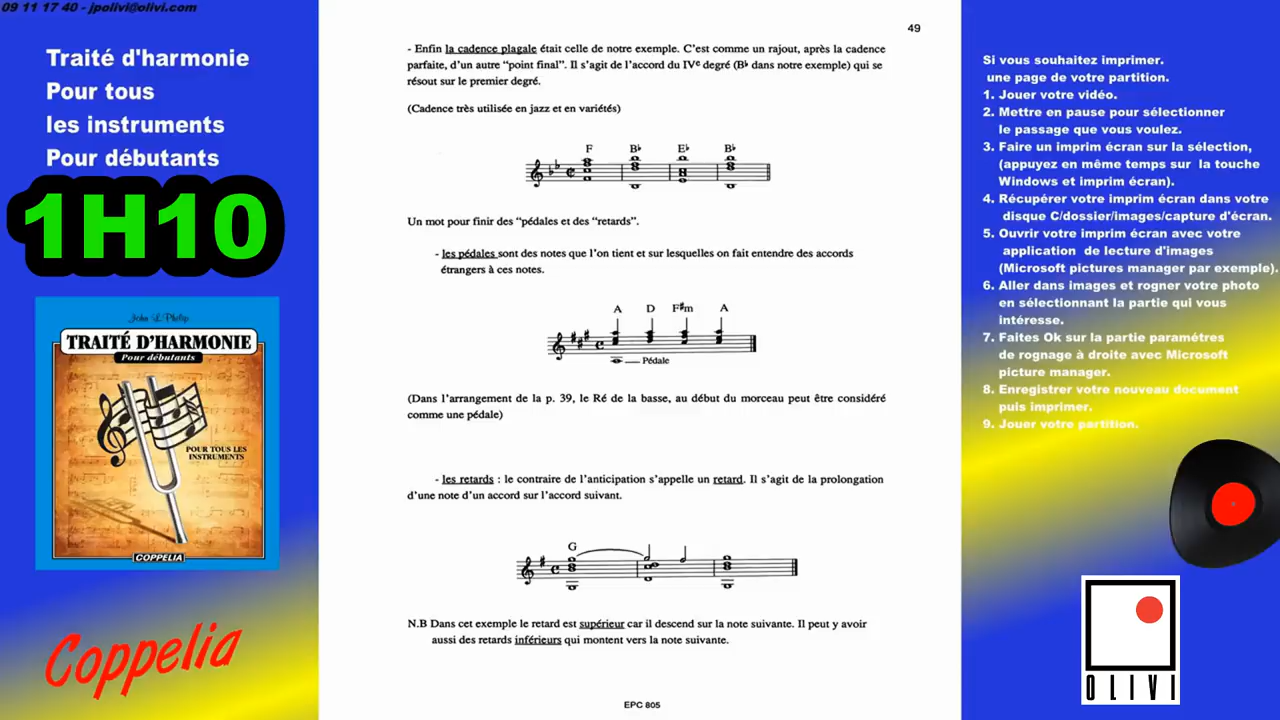 09 11 17 40 - jpolivi@olivi.com
Traité d'harmonie
Pour tous
les instruments
Pour débutants
1H10
John L. Philip
TRAITÉ D'HARMONIE
Pour débutants
POUR TOUS LES
INSTRUMENTS
COPPELIA
Coppelia
49
- Enfin la cadence plagale était celle de notre exemple. C'est comme un rajout, après la cadence
parfaite, d'un autre "point final". Il s'agit de l'accord du IVe degré (B♭ dans notre exemple) qui se
résout sur le premier degré.
(Cadence très utilisée en jazz et en variétés)
F B♭ E♭ B♭
Un mot pour finir des "pédales et des "retards".
- les pédales sont des notes que l'on tient et sur lesquelles on fait entendre des accords
étrangers à ces notes.
A D F#m A
Pédale
(Dans l'arrangement de la p. 39, le Ré de la basse, au début du morceau peut être considéré
comme une pédale)
- les retards : le contraire de l'anticipation s'appelle un retard. Il s'agit de la prolongation
d'une note d'un accord sur l'accord suivant.
G
N.B Dans cet exemple le retard est supérieur car il descend sur la note suivante. Il peut y avoir
aussi des retards inférieurs qui montent vers la note suivante.
EPC 805
Si vous souhaitez imprimer.
une page de votre partition.
1. Jouer votre vidéo.
2. Mettre en pause pour sélectionner
le passage que vous voulez.
3. Faire un imprim écran sur la sélection,
(appuyez en même temps sur la touche
Windows et imprim écran).
4. Récupérer votre imprim écran dans votre
disque C/dossier/images/capture d'écran.
5. Ouvrir votre imprim écran avec votre
application de lecture d'images
(Microsoft pictures manager par exemple).
6. Aller dans images et rogner votre photo
en sélectionnant la partie qui vous
intéresse.
7. Faites Ok sur la partie paramétres
de rognage à droite avec Microsoft
picture manager.
8. Enregistrer votre nouveau document
puis imprimer.
9. Jouer votre partition.
OLIVI